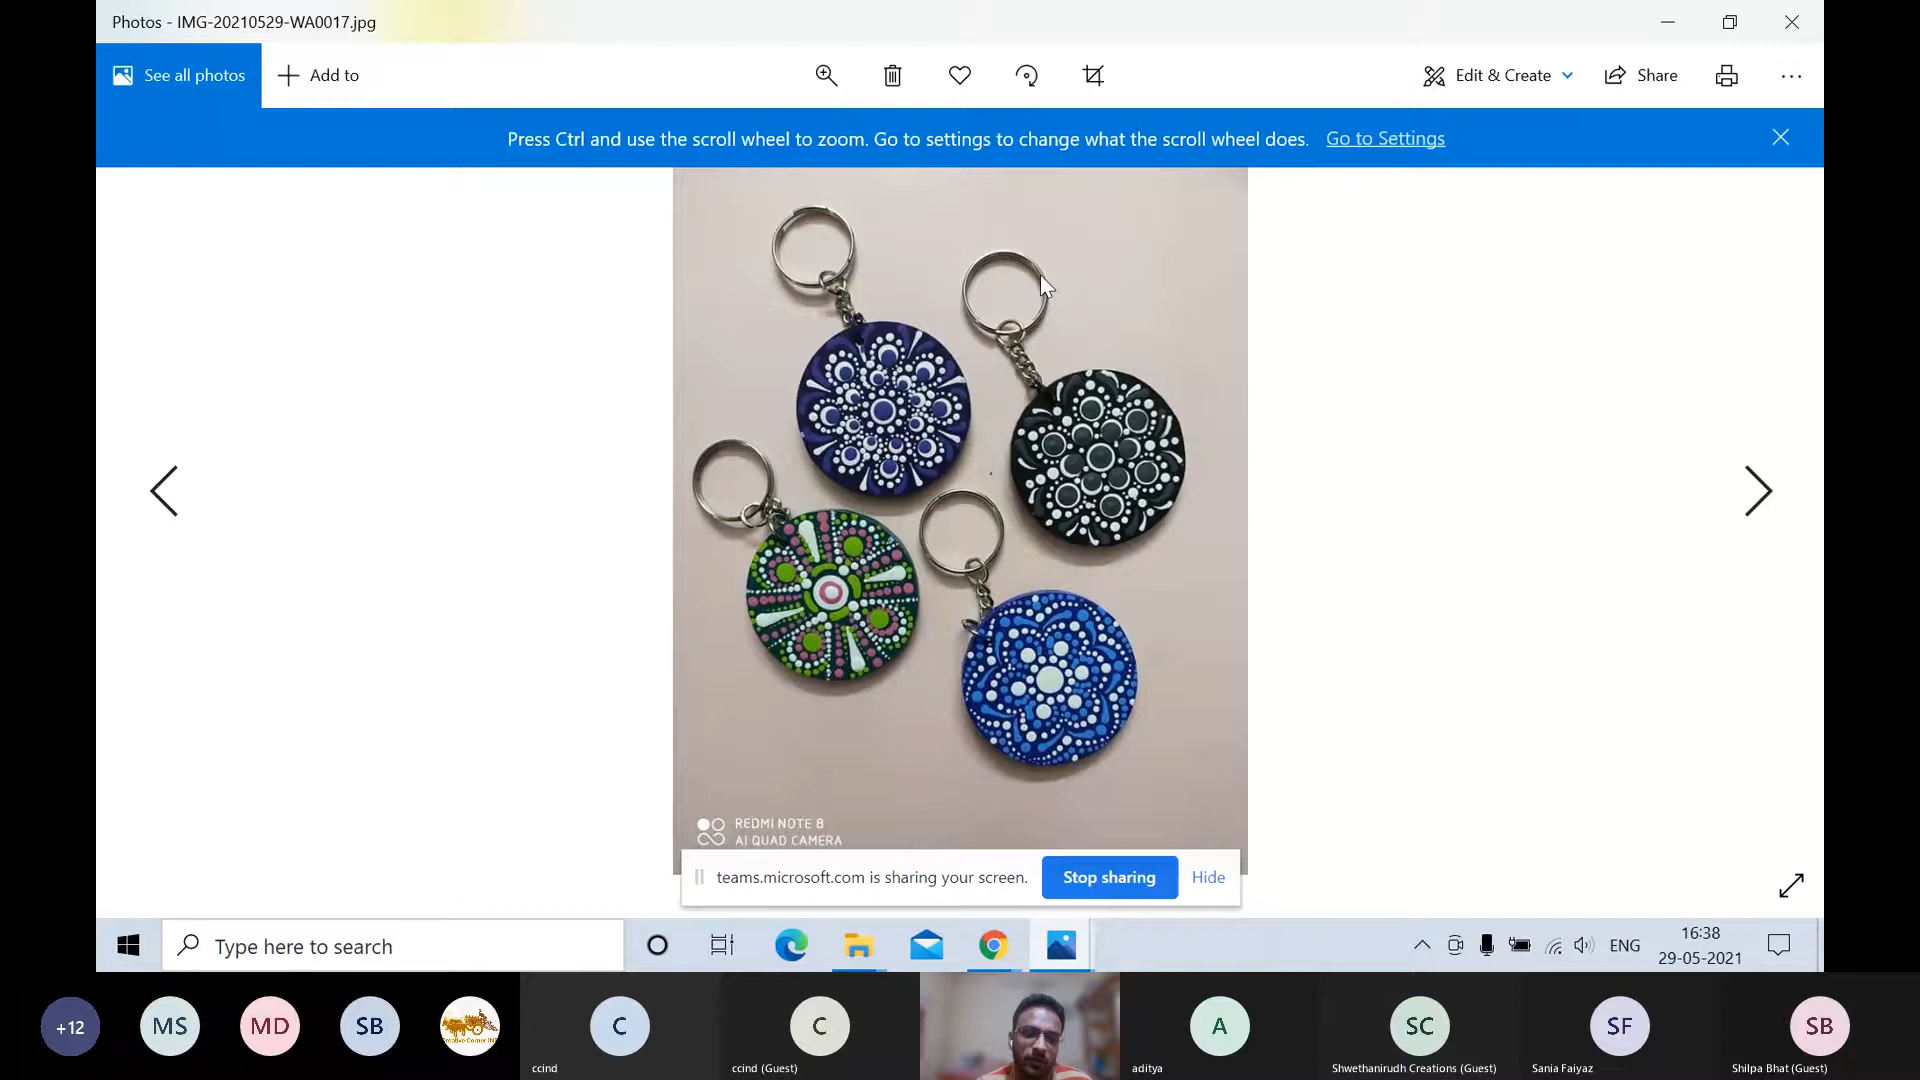 Photos - IMG-20210529-WA0017.jpg
See all photos
Add to
Edit & Create
Share
Press Ctrl and use the scroll wheel to zoom. Go to settings to change what the scroll wheel does. Go to Settings
REDMI NOTE 8
AI QUAD CAMERA
teams.microsoft.com is sharing your screen.
Stop sharing
Hide
Type here to search
ENG
16:38
29-05-2021
+12
MS
MD
SB
Creative Corner IND
C
ccind
C
ccind (Guest)
A
aditya
SC
Shwethanirudh Creations (Guest)
SF
Sania Faiyaz
SB
Shilpa Bhat (Guest)